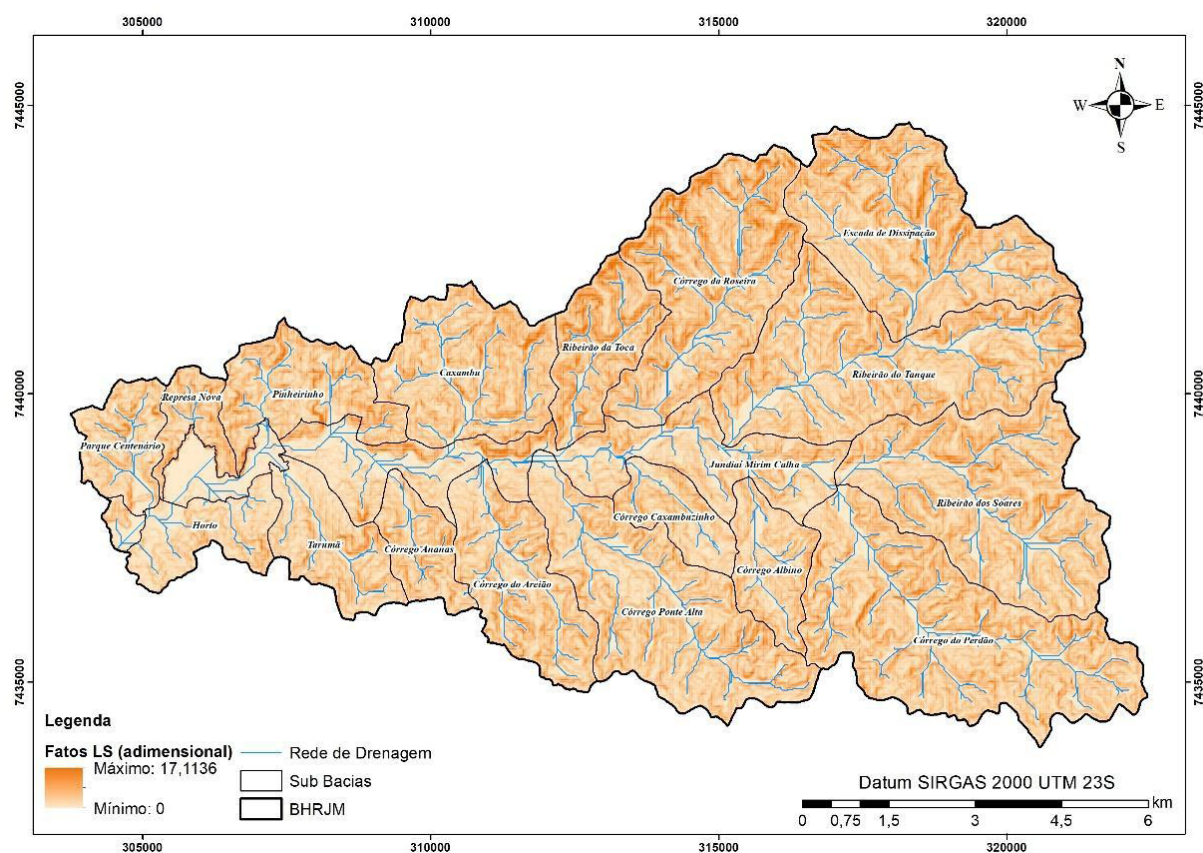 305000 310000 315000 320000
N
W E
S
7445000 7445000
Escada de Dissipação
Córrego da Roseira
Ribeirão da Toca
Caxambu
Ribeirão do Tanque
Represa Nova
Pinheirinho
7440000 7440000
Parque Centenário
Jundiaí Mirim Calha
Ribeirão dos Soares
Córrego Caxambuzinho
Horto
Tarumã
Córrego Ananas
Córrego Albino
Córrego do Areião
Córrego Ponte Alta
Córrego do Perdão
7435000 7435000
Legenda
Fatos LS (adimensional)
Máximo: 17,1136
Mínimo: 0
Rede de Drenagem
Sub Bacias
BHRJM
Datum SIRGAS 2000 UTM 23S
km
0 0,75 1,5 3 4,5 6
305000 310000 315000 320000